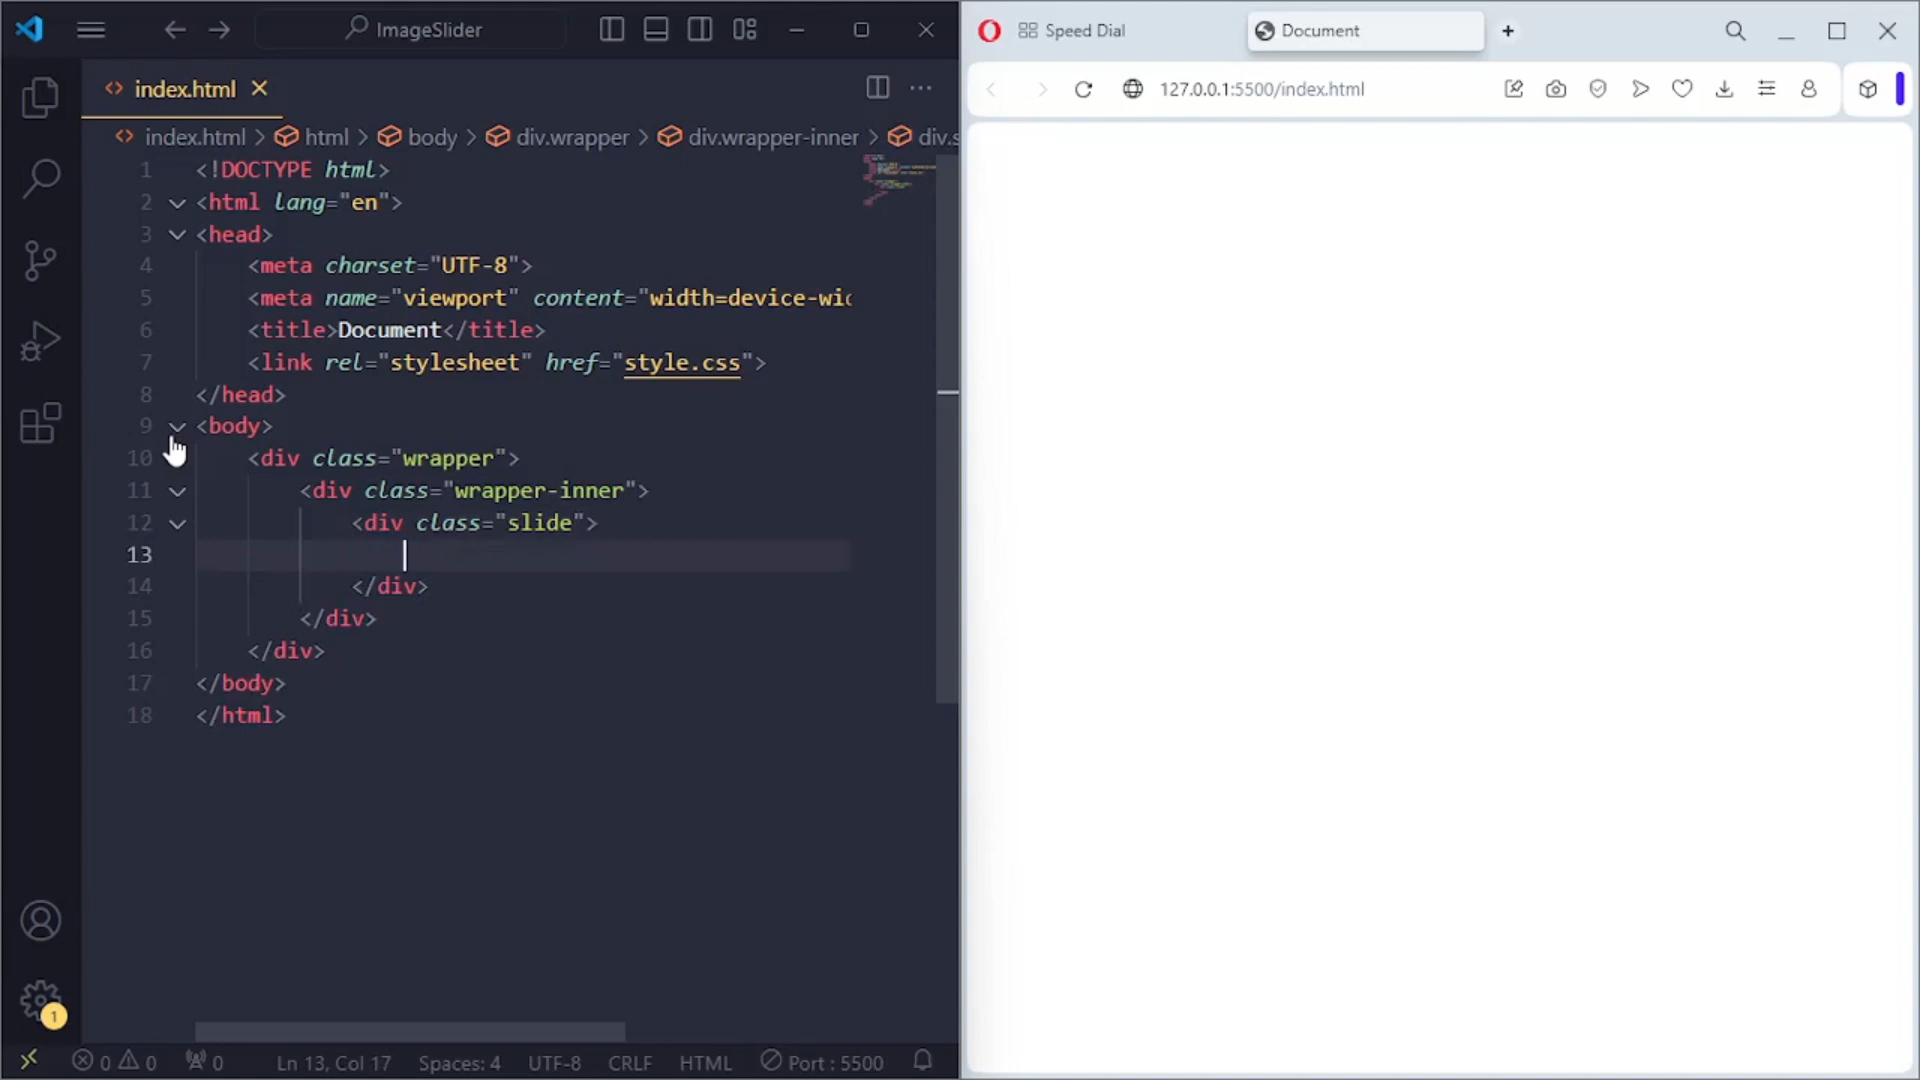 ImageSlider
index.html
index.html > html > body > div.wrapper > div.wrapper-inner > div.s
1 <!DOCTYPE html>
2 <html lang="en">
3 <head>
4 <meta charset="UTF-8">
5 <meta name="viewport" content="width=device-wid
6 <title>Document</title>
7 <link rel="stylesheet" href="style.css">
8 </head>
9 <body>
10 <div class="wrapper">
11 <div class="wrapper-inner">
12 <div class="slide">
13
14 </div>
15 </div>
16 </div>
17 </body>
18 </html>
1
0 0 0 Ln 13, Col 17 Spaces: 4 UTF-8 CRLF HTML Port : 5500
Speed Dial Document
127.0.0.1:5500/index.html